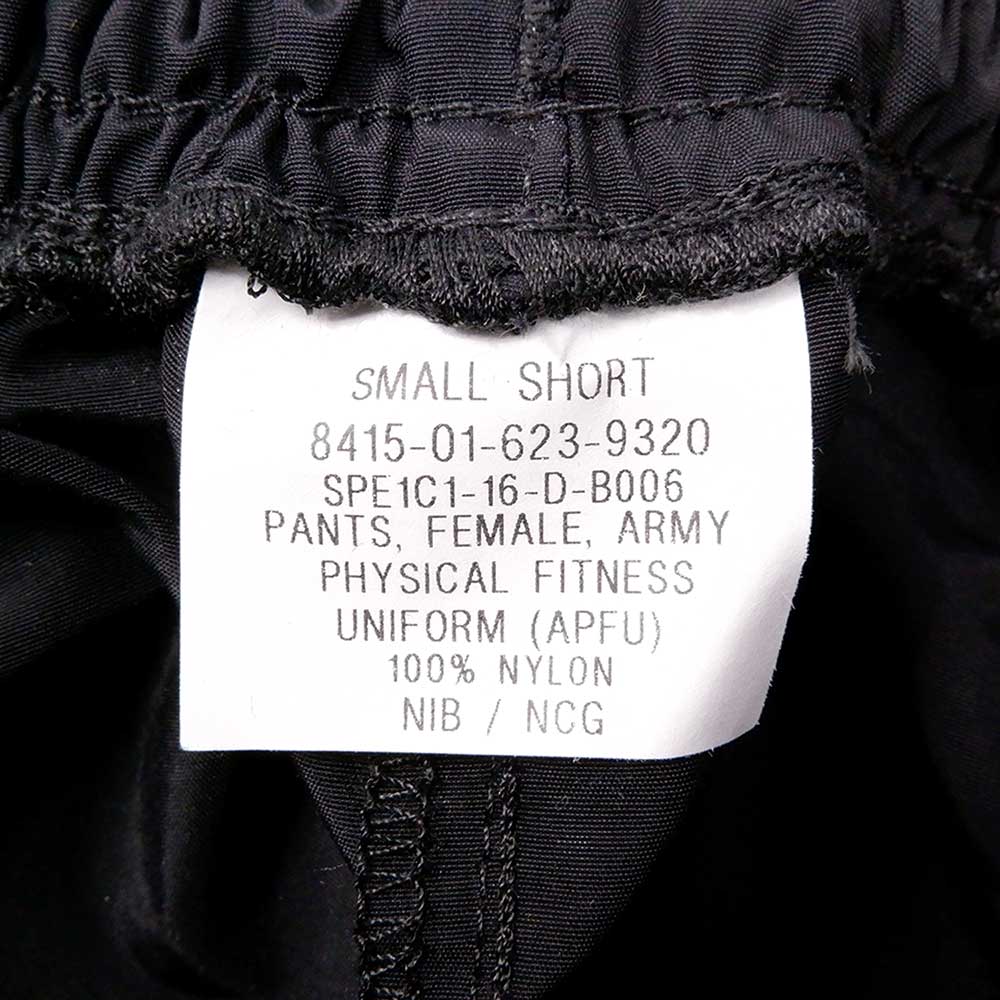 SMALL SHORT
8415-01-623-9320
SPE1C1-16-D-B006
PANTS, FEMALE, ARMY
PHYSICAL FITNESS
UNIFORM (APFU)
100% NYLON
NIB / NCG